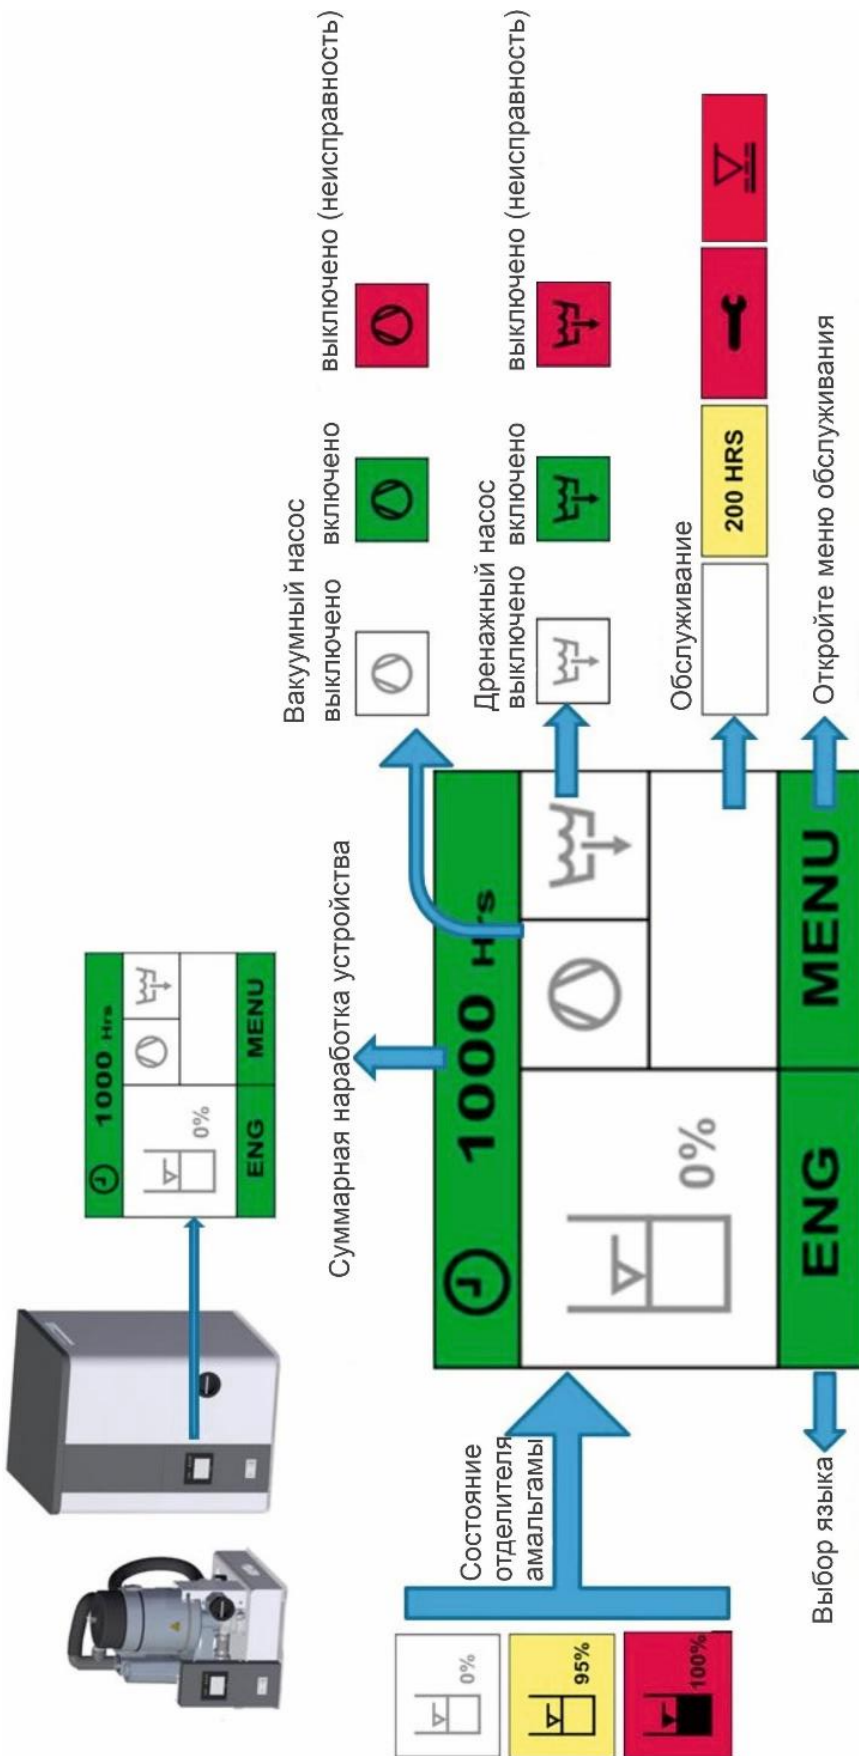 1000 Hrs
0%
ENG
MENU
Суммарная наработка устройства
Вакуумный насос
выключено
включено
выключено (неисправность)
Дренажный насос
выключено
включено
выключено (неисправность)
Обслуживание
200 HRS
Откройте меню обслуживания
Состояние
отделителя
амальгамы
0%
95%
100%
1000 Hrs
0%
ENG
MENU
Выбор языка